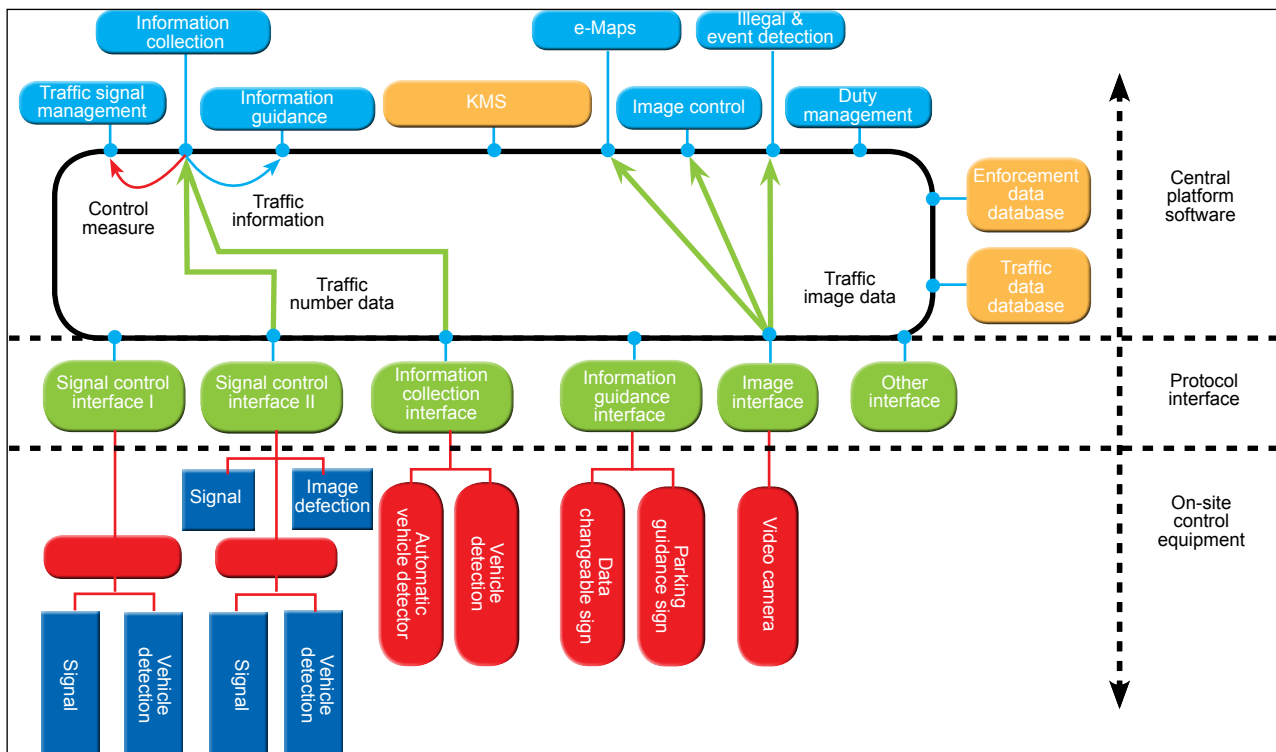 Information
collection
e-Maps
Illegal &
event detection
Traffic signal
management
Information
guidance
KMS
Image control
Duty
management
Control
measure
Traffic
information
Traffic
number data
Traffic
image data
Enforcement
data
database
Traffic
data
database
Central
platform
software
Signal control
interface I
Signal control
interface II
Information
collection
interface
Information
guidance
interface
Image
interface
Other
interface
Protocol
interface
Signal
Image
defection
Automatic
vehicle detector
Vehicle
detection
Data
changeable sign
Parking
guidance sign
Video camera
On-site
control
equipment
Signal
Vehicle
detection
Signal
Vehicle
detection